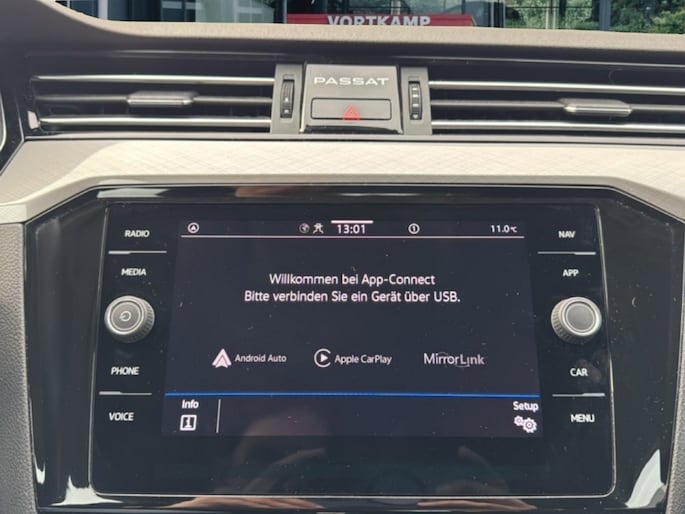 VORTKAMP
PASSAT
RADIO
MEDIA
PHONE
VOICE
13:01
11.0°C
Willkommen bei App-Connect
Bitte verbinden Sie ein Gerät über USB.
Android Auto
Apple CarPlay
MirrorLink
Info
Setup
NAV
APP
CAR
MENU